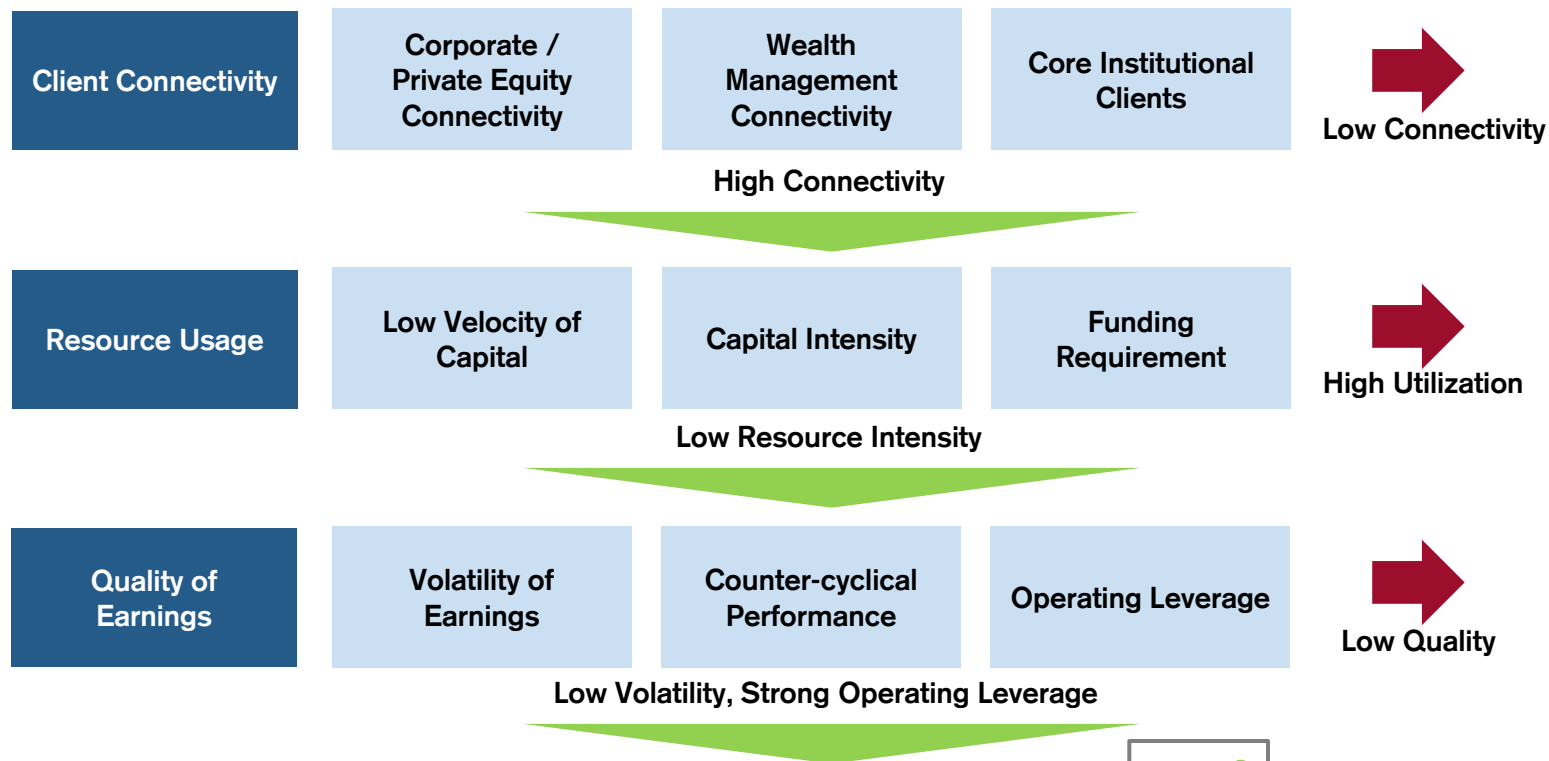 Client Connectivity
Corporate /
Private Equity
Connectivity
Wealth
Management
Connectivity
Core Institutional
Clients
Low Connectivity
High Connectivity
Resource Usage
Low Velocity of
Capital
Capital Intensity
Funding
Requirement
High Utilization
Low Resource Intensity
Quality of
Earnings
Volatility of
Earnings
Counter-cyclical
Performance
Operating Leverage
Low Quality
Low Volatility, Strong Operating Leverage